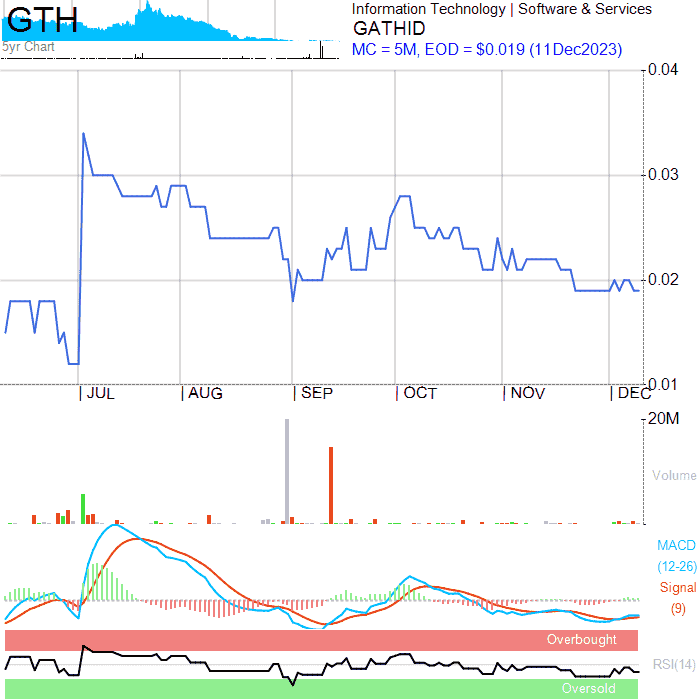 GTH
5yr Chart
Information Technology | Software & Services
GATHID
MC = 5M, EOD = $0.019 (11Dec2023)
0.04
0.03
0.02
0.01
JUL
AUG
SEP
OCT
NOV
DEC
20M
Volume
MACD
(12-26)
Signal
(9)
Overbought
RSI(14)
Oversold